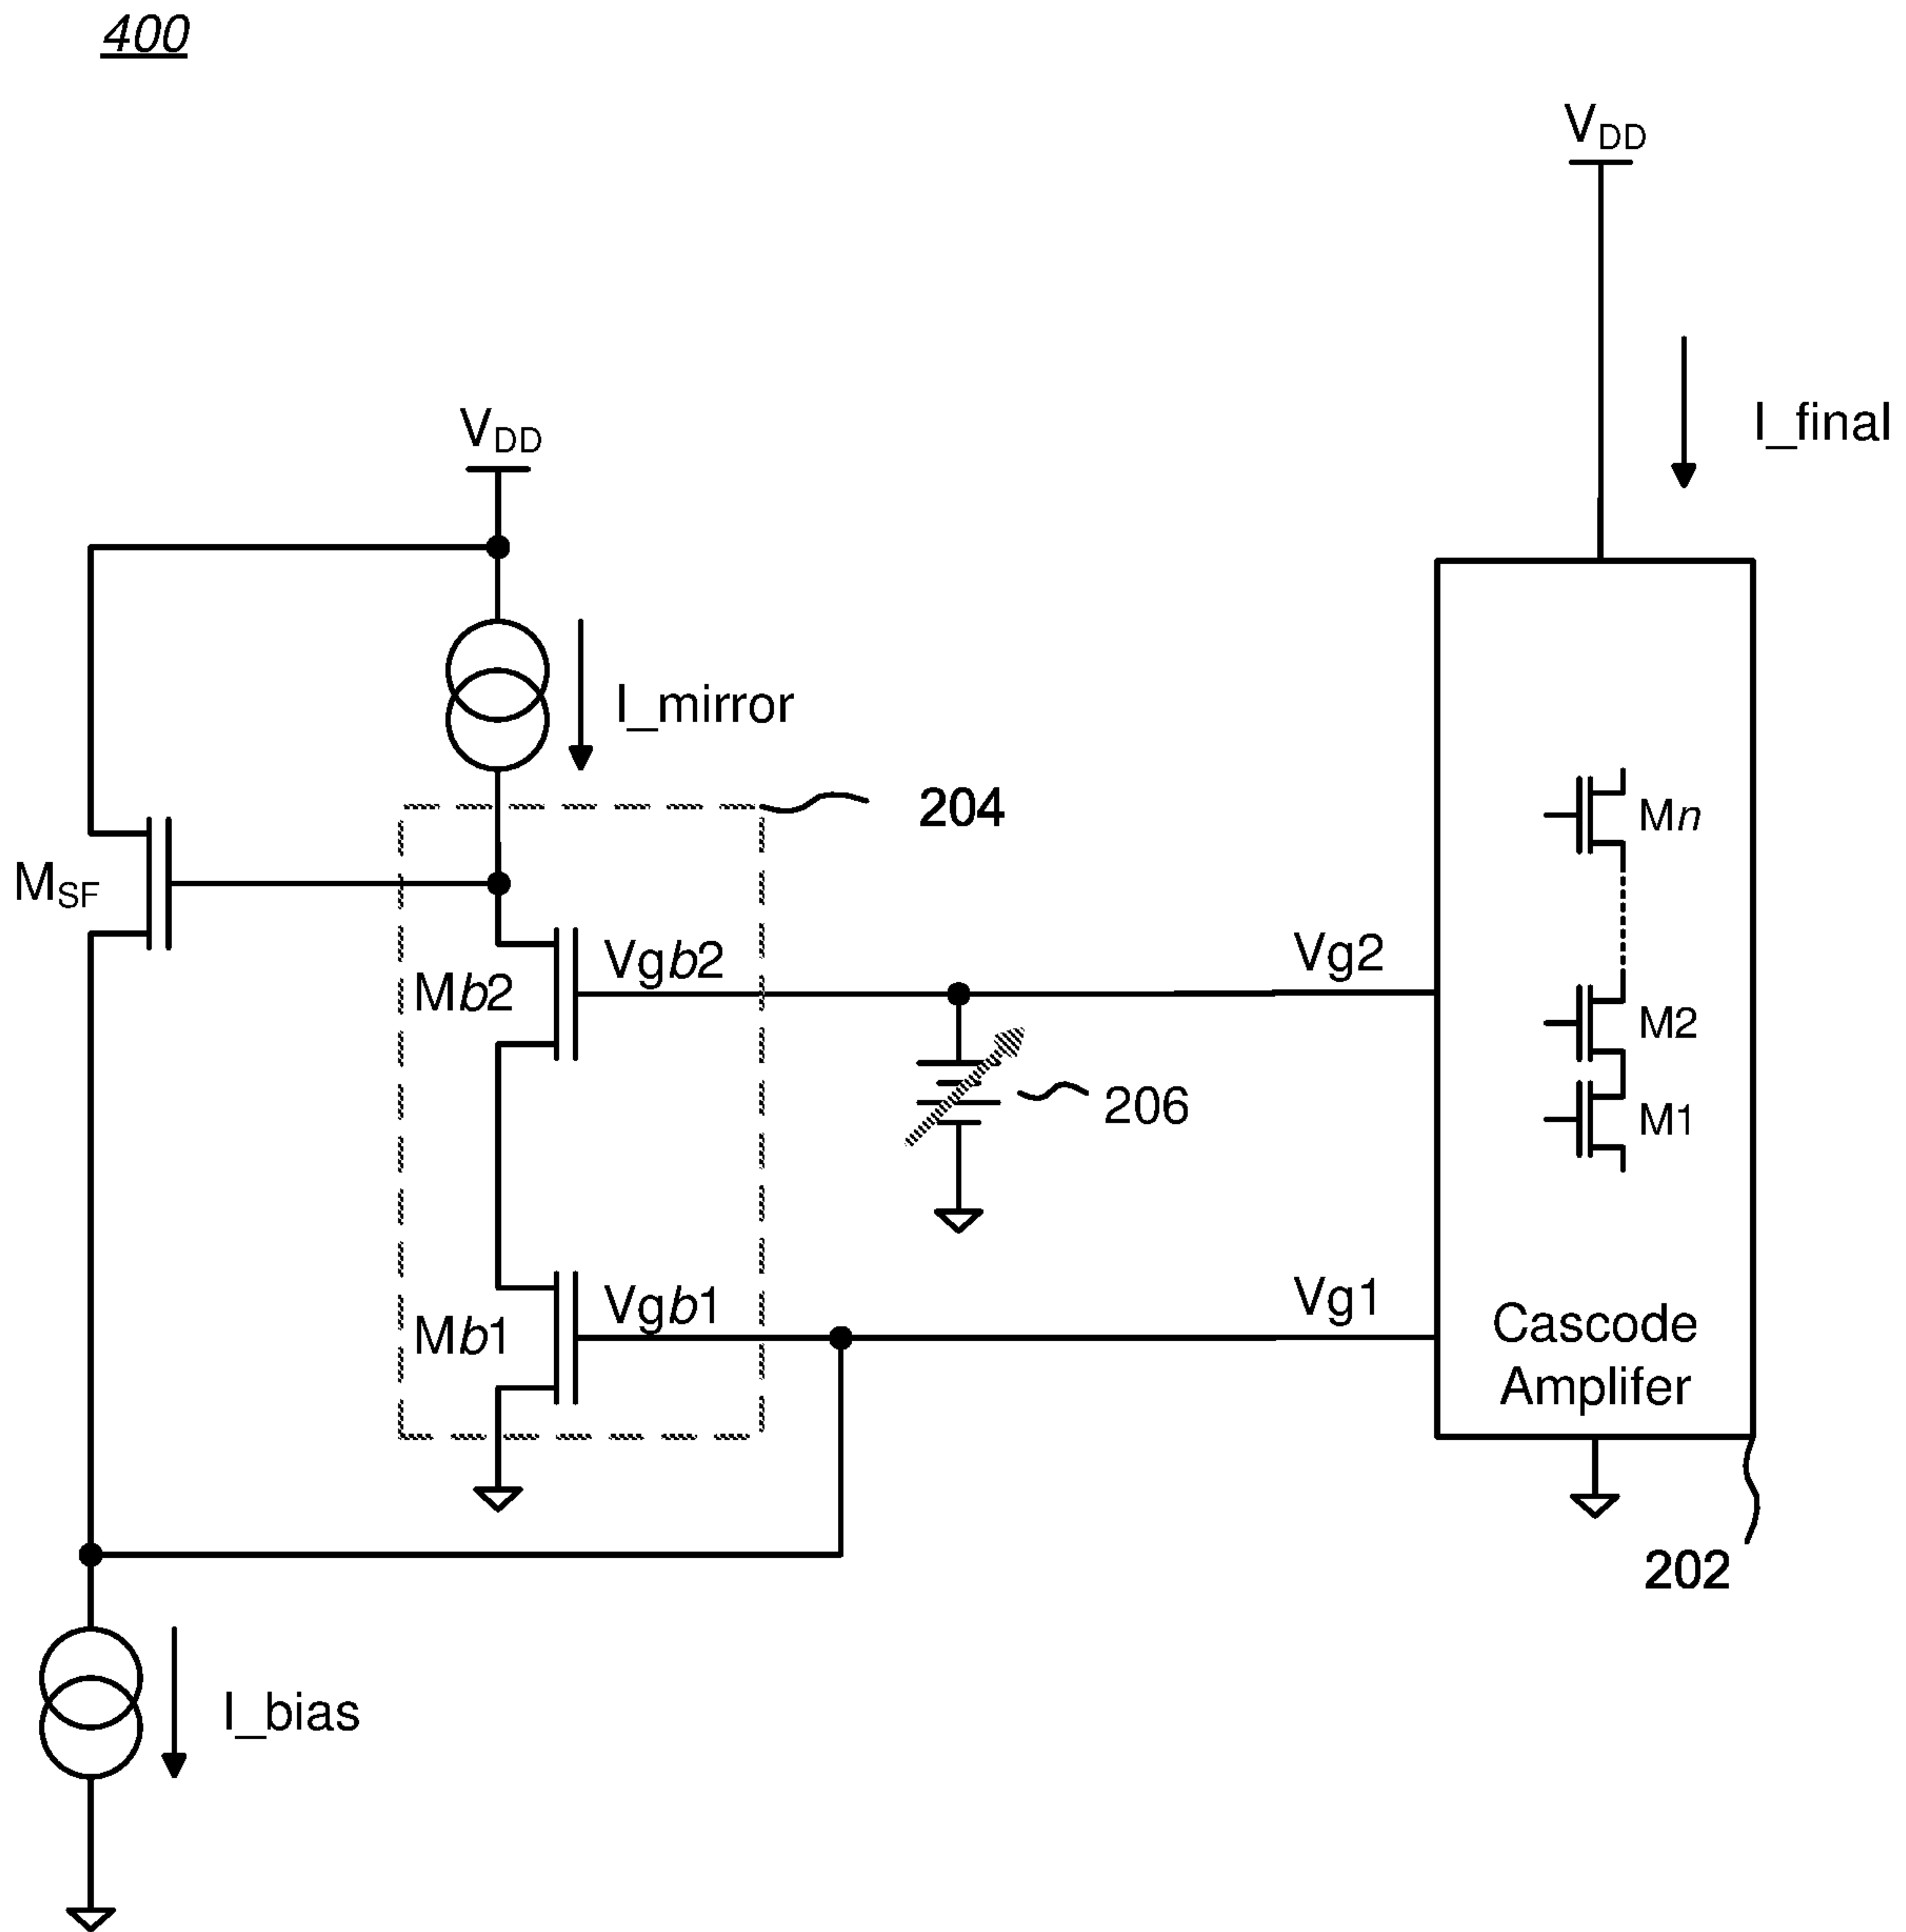 400
VDD
I_final
VDD
I_mirror
204
MSF
Mn
Vgb2
Vg2
Mb2
M2
206
M1
Vgb1
Vg1
Mb1
Cascode
Amplifer
202
I_bias